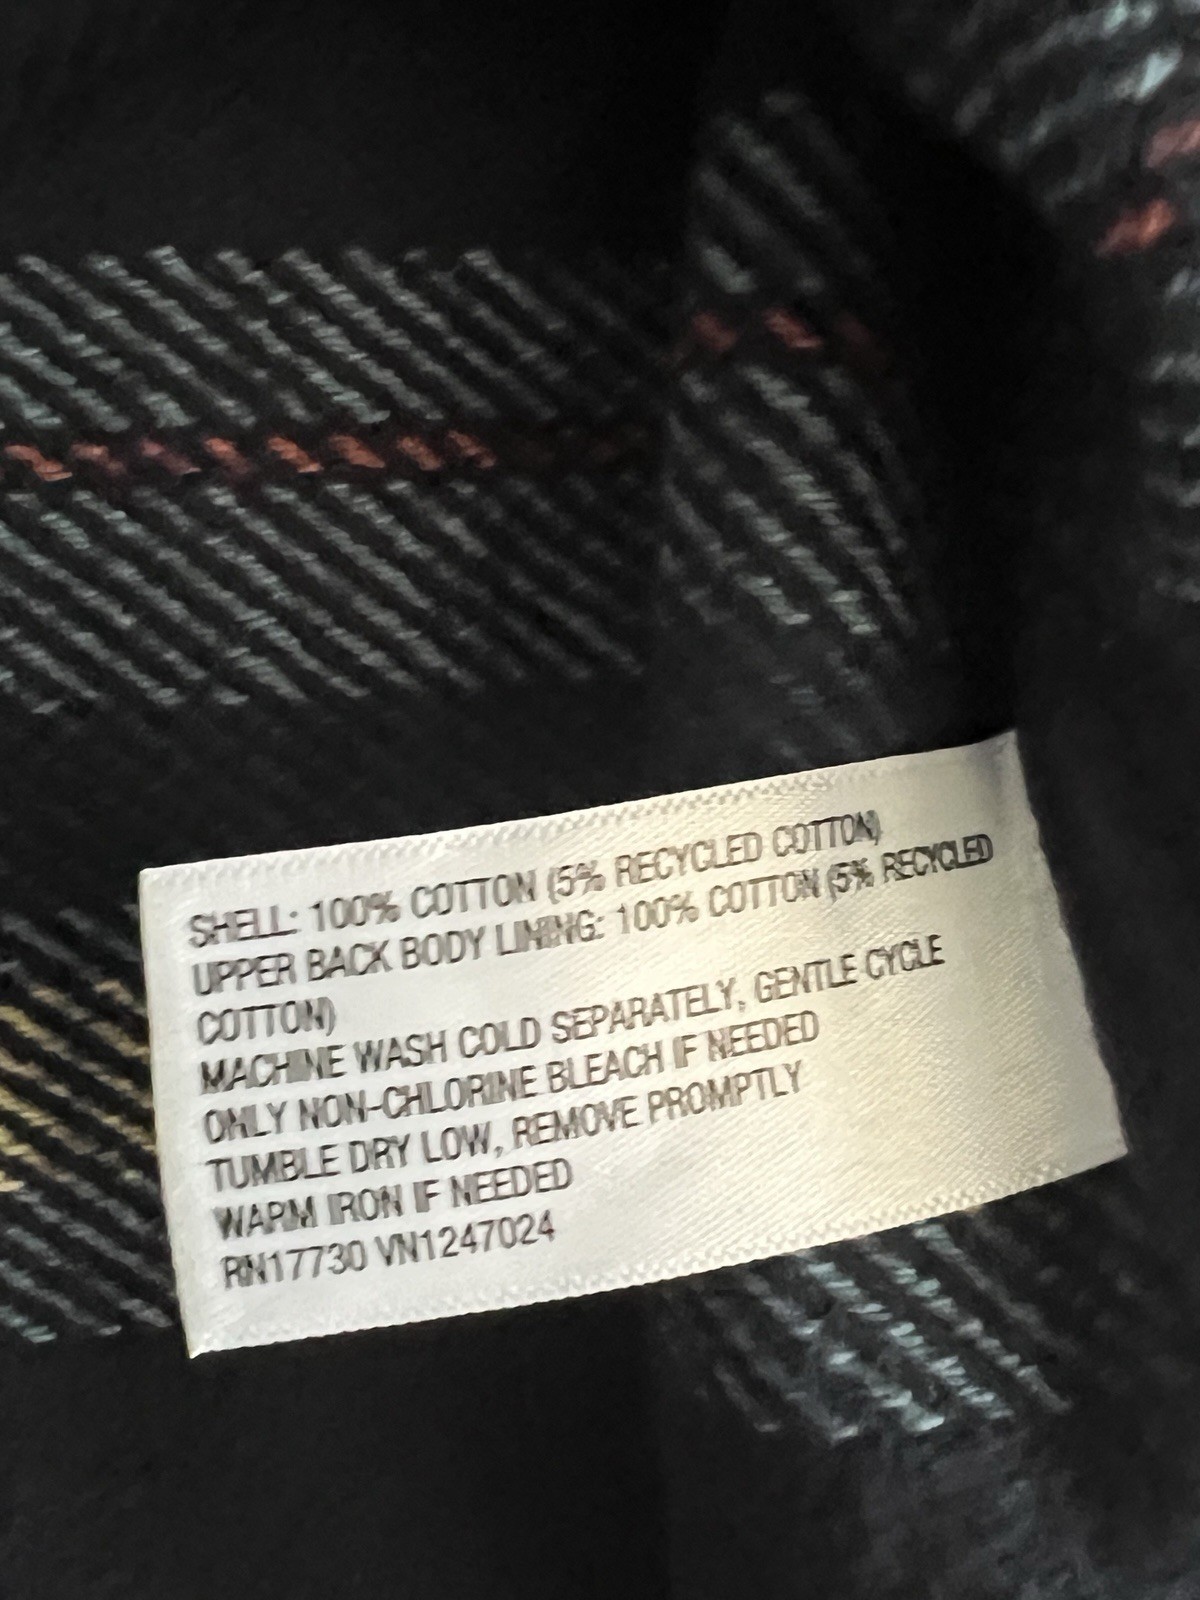 SHELL: 100% COTTON (5% RECYCLED COTTON)
UPPER BACK BODY LINING: 100% COTTON (5% RECYCLED
COTTON)
MACHINE WASH COLD SEPARATELY, GENTLE CYCLE
ONLY NON-CHLORINE BLEACH IF NEEDED
TUMBLE DRY LOW, REMOVE PROMPTLY
WARM IRON IF NEEDED
RN17730 VN1247024